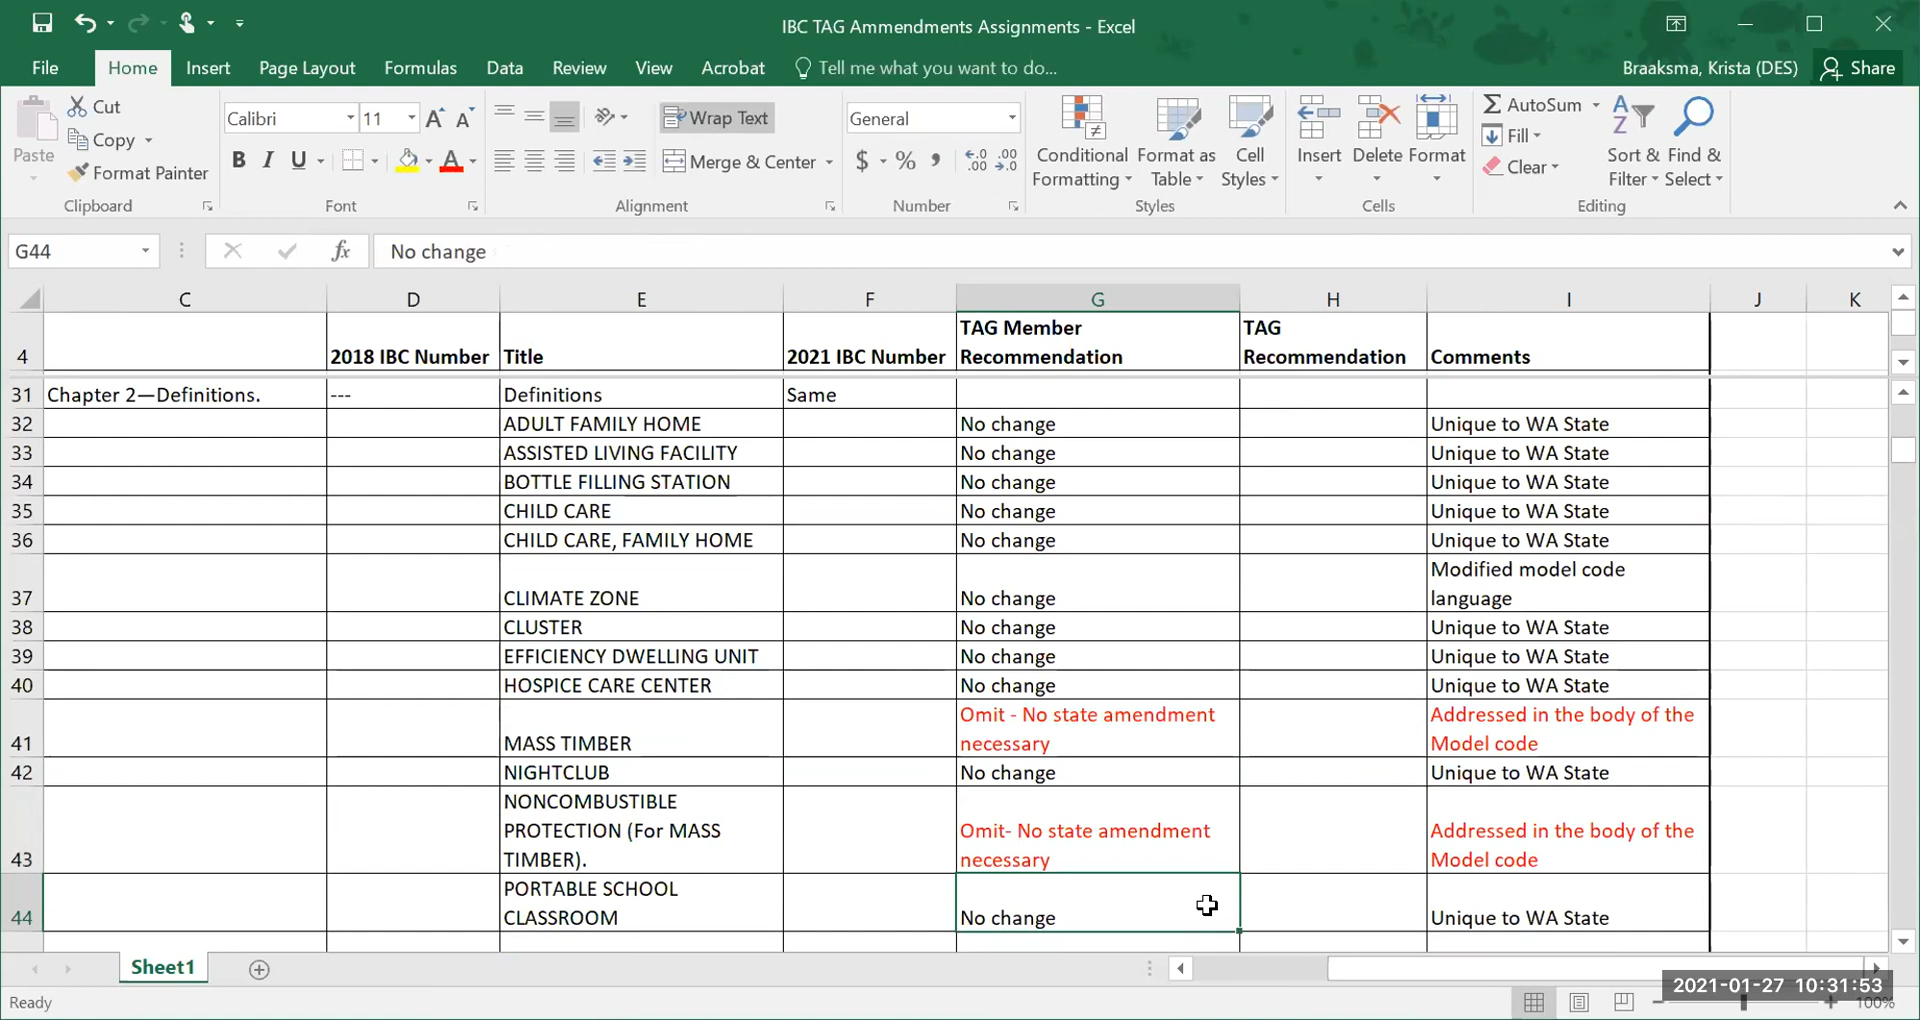 IBC TAG Ammendments Assignments - Excel
File Home Insert Page Layout Formulas Data Review View Acrobat Tell me what you want to do... Braaksma, Krista (DES) Share
Cut
Copy
Format Painter
Paste
Clipboard
Calibri 11 A A
B I U A
Font
Wrap Text
Merge & Center
Alignment
General
$ % , .0 .00 .00 .0
Number
Conditional Formatting
Format as Table
Cell Styles
Styles
Insert Delete Format
Cells
AutoSum
Fill
Clear
Sort & Filter
Find & Select
Editing
G44 fx No change
C D E F G H I J K
4 2018 IBC Number Title 2021 IBC Number TAG Member Recommendation TAG Recommendation Comments
31 Chapter 2—Definitions. --- Definitions Same
32 ADULT FAMILY HOME No change Unique to WA State
33 ASSISTED LIVING FACILITY No change Unique to WA State
34 BOTTLE FILLING STATION No change Unique to WA State
35 CHILD CARE No change Unique to WA State
36 CHILD CARE, FAMILY HOME No change Unique to WA State
37 CLIMATE ZONE No change Modified model code language
38 CLUSTER No change Unique to WA State
39 EFFICIENCY DWELLING UNIT No change Unique to WA State
40 HOSPICE CARE CENTER No change Unique to WA State
41 MASS TIMBER Omit - No state amendment necessary Addressed in the body of the Model code
42 NIGHTCLUB No change Unique to WA State
43 NONCOMBUSTIBLE PROTECTION (For MASS TIMBER). Omit- No state amendment necessary Addressed in the body of the Model code
44 PORTABLE SCHOOL CLASSROOM No change Unique to WA State
Sheet1
2021-01-27 10:31:53
Ready 100%